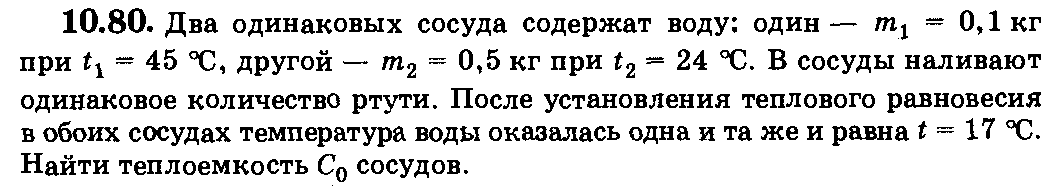 10.80. Два одинаковых сосуда содержат воду: один — m₁ = 0,1 кг
при t₁ = 45 °С, другой — m₂ = 0,5 кг при t₂ = 24 °С. В сосуды наливают
одинаковое количество ртути. После установления теплового равновесия
в обоих сосудах температура воды оказалась одна и та же и равна t = 17 °С.
Найти теплоемкость C₀ сосудов.